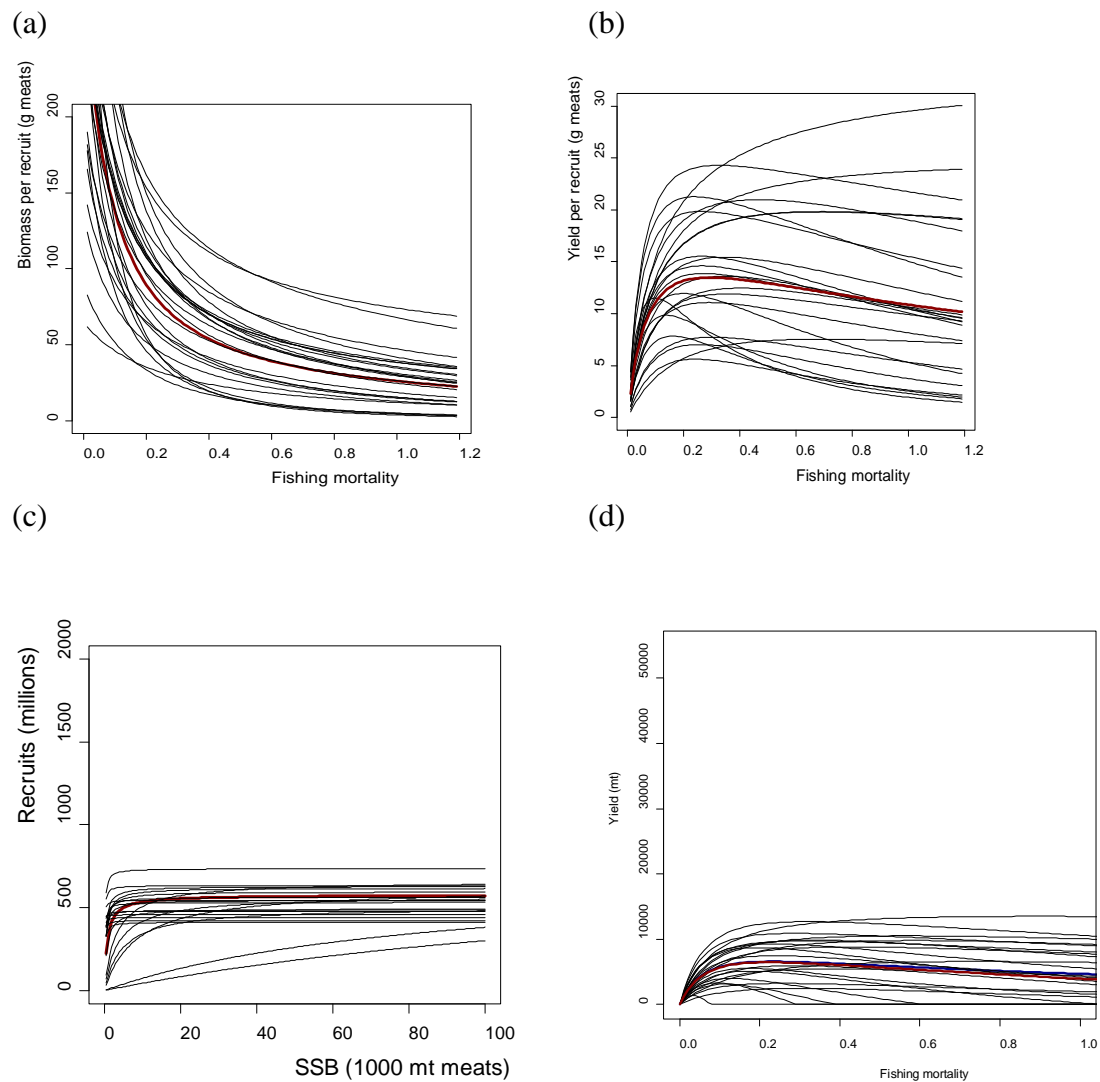 (a)
(b)
Biomass per recruit (g meats)
0
50
100
150
200
0.0 0.2 0.4 0.6 0.8 1.0 1.2
Fishing mortality
Yield per recruit (g meats)
0
5
10
15
20
25
30
0.0 0.2 0.4 0.6 0.8 1.0 1.2
Fishing mortality
(c)
(d)
Recruits (millions)
0
500
1000
1500
2000
0 20 40 60 80 100
SSB (1000 mt meats)
Yield (mt)
0
10000
20000
30000
40000
50000
0.0 0.2 0.4 0.6 0.8 1.0
Fishing mortality